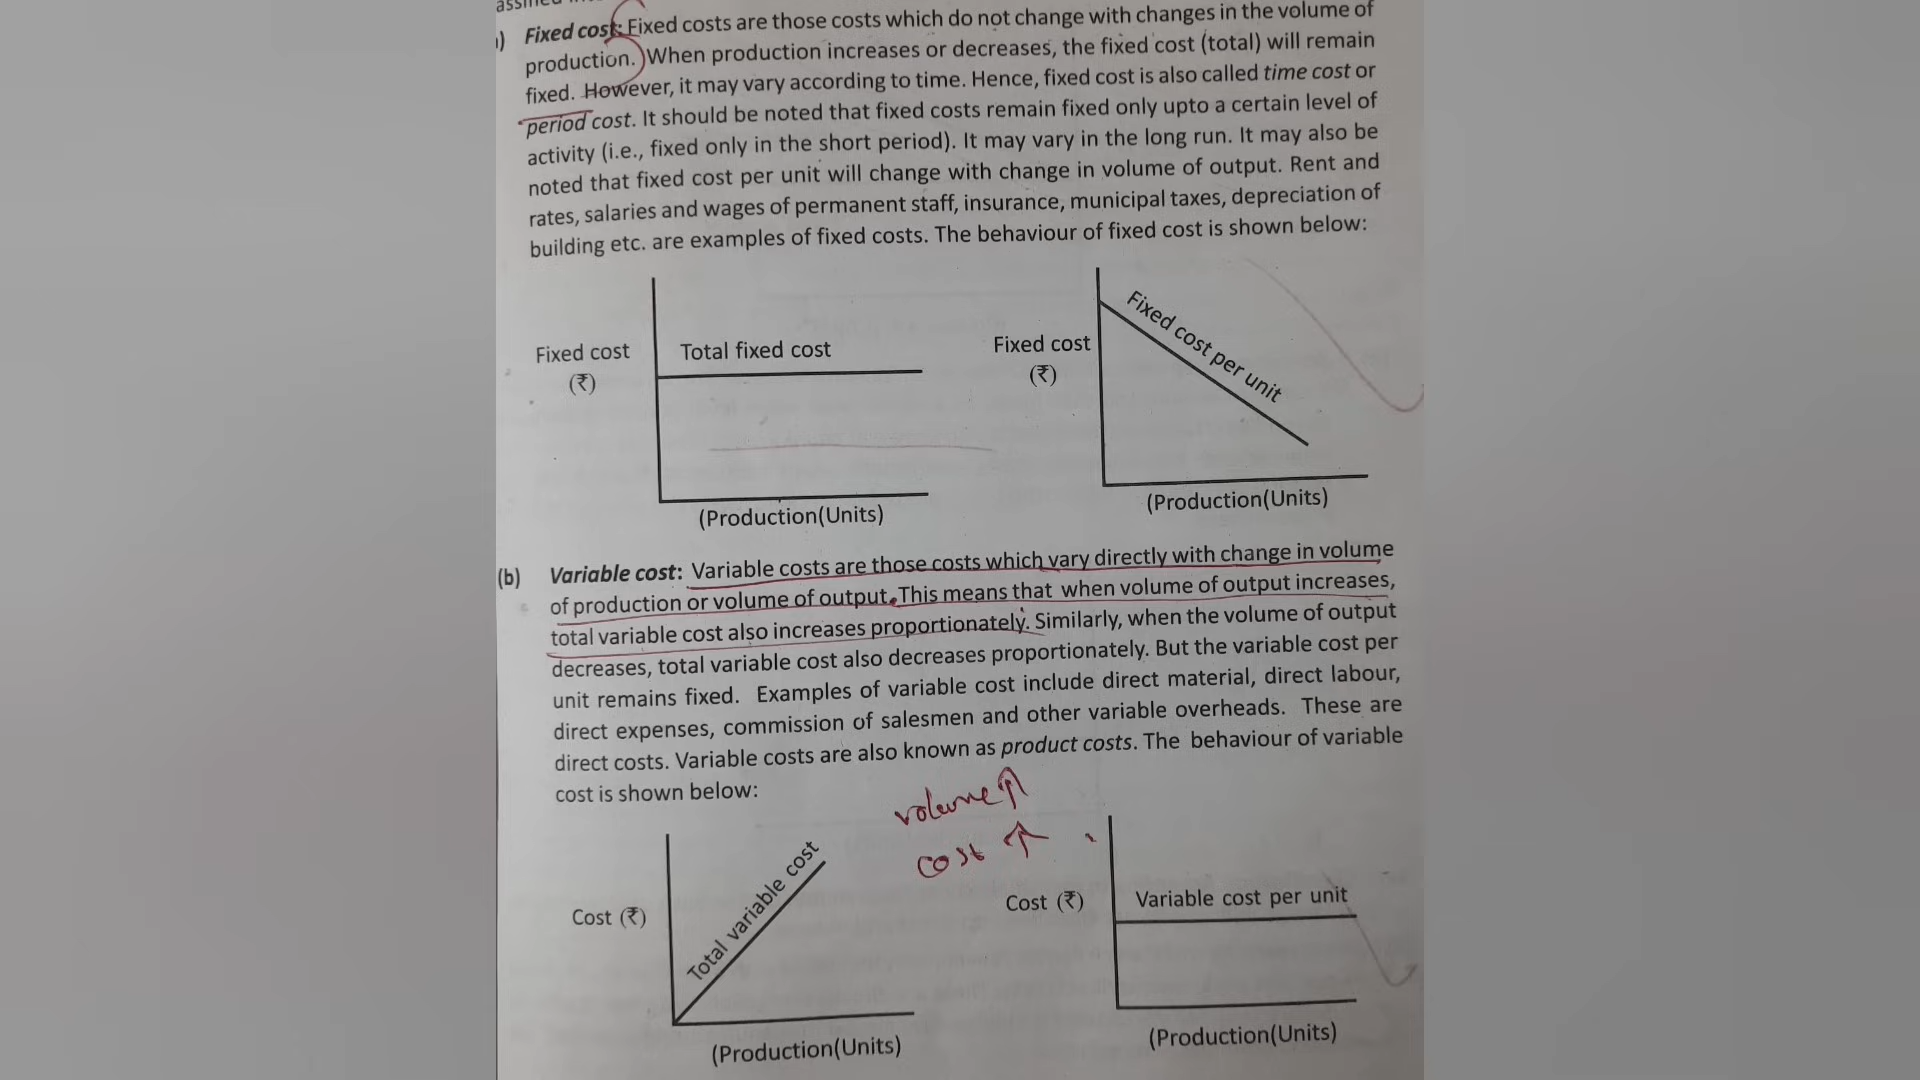 Fixed cost: Fixed costs are those costs which do not change with changes in the volume of
production. When production increases or decreases, the fixed cost (total) will remain
fixed. However, it may vary according to time. Hence, fixed cost is also called time cost or
period cost. It should be noted that fixed costs remain fixed only upto a certain level of
activity (i.e., fixed only in the short period). It may vary in the long run. It may also be
noted that fixed cost per unit will change with change in volume of output. Rent and
rates, salaries and wages of permanent staff, insurance, municipal taxes, depreciation of
building etc. are examples of fixed costs. The behaviour of fixed cost is shown below:
Fixed cost
(₹)
Total fixed cost
(Production(Units)
Fixed cost
(₹)
Fixed cost per unit
(Production(Units)
(b) Variable cost: Variable costs are those costs which vary directly with change in volume
of production or volume of output. This means that when volume of output increases,
total variable cost also increases proportionately. Similarly, when the volume of output
decreases, total variable cost also decreases proportionately. But the variable cost per
unit remains fixed. Examples of variable cost include direct material, direct labour,
direct expenses, commission of salesmen and other variable overheads. These are
direct costs. Variable costs are also known as product costs. The behaviour of variable
cost is shown below:
volume ↑
cost ↑
Cost (₹)
Total variable cost
(Production(Units)
Cost (₹)
Variable cost per unit
(Production(Units)